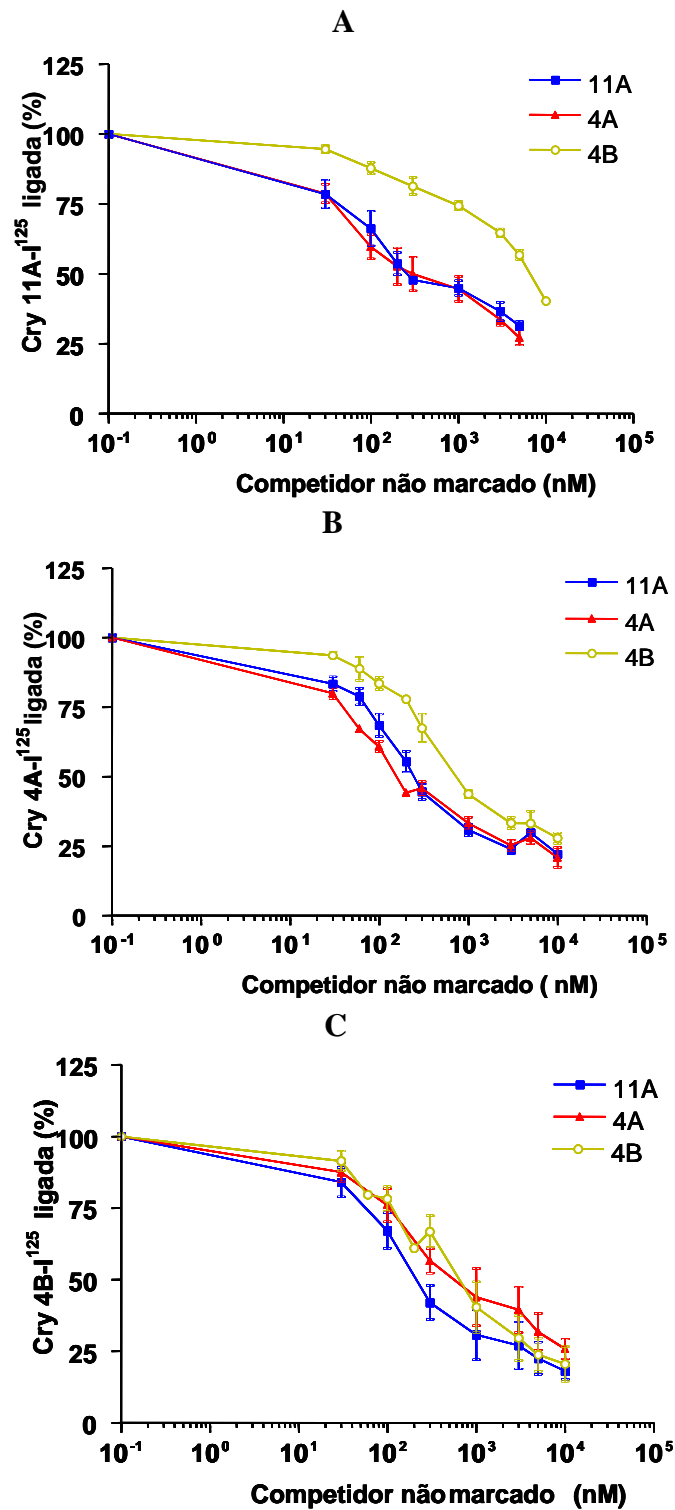 A
Cry 11A-I¹²⁵ ligada (%)
125
100
75
50
25
0
11A
4A
4B
10⁻¹ 10⁰ 10¹ 10² 10³ 10⁴ 10⁵
Competidor não marcado (nM)
B
Cry 4A-I¹²⁵ligada (%)
125
100
75
50
25
0
11A
4A
4B
10⁻¹ 10⁰ 10¹ 10² 10³ 10⁴ 10⁵
Competidor não marcado ( nM)
C
Cry 4B-I¹²⁵ ligada (%)
125
100
75
50
25
0
11A
4A
4B
10⁻¹ 10⁰ 10¹ 10² 10³ 10⁴ 10⁵
Competidor não marcado (nM)